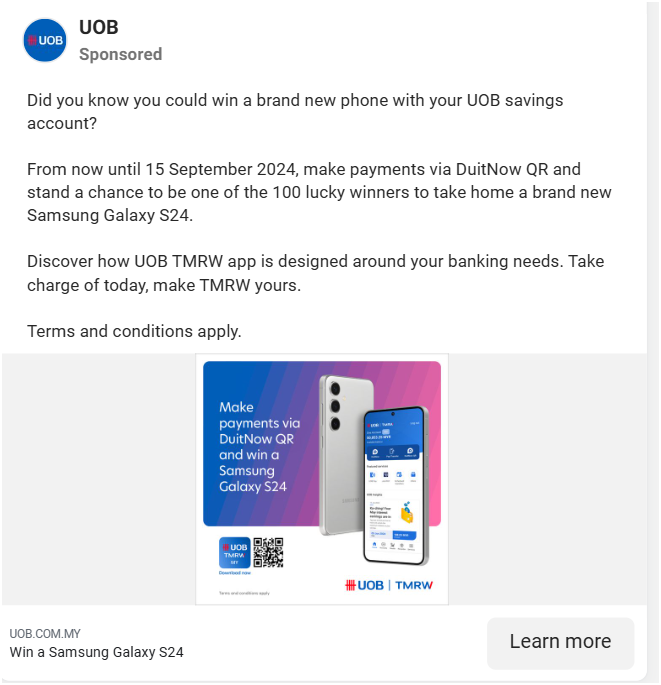 UOB
UOB
Sponsored
Did you know you could win a brand new phone with your UOB savings
account?
From now until 15 September 2024, make payments via DuitNow QR and
stand a chance to be one of the 100 lucky winners to take home a brand new
Samsung Galaxy S24.
Discover how UOB TMRW app is designed around your banking needs. Take
charge of today, make TMRW yours.
Terms and conditions apply.
Make
payments via
DuitNow QR
and win a
Samsung
Galaxy S24
UOB
TMRW
MY
Download now
Terms and conditions apply
UOB | TMRW
UOB.COM.MY
Win a Samsung Galaxy S24
Learn more